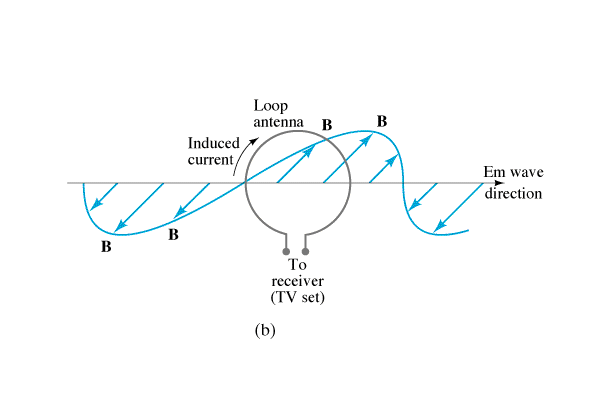 Loop
antenna
B
B
Induced
current
Em wave
direction
B
B
To
receiver
(TV set)
(b)